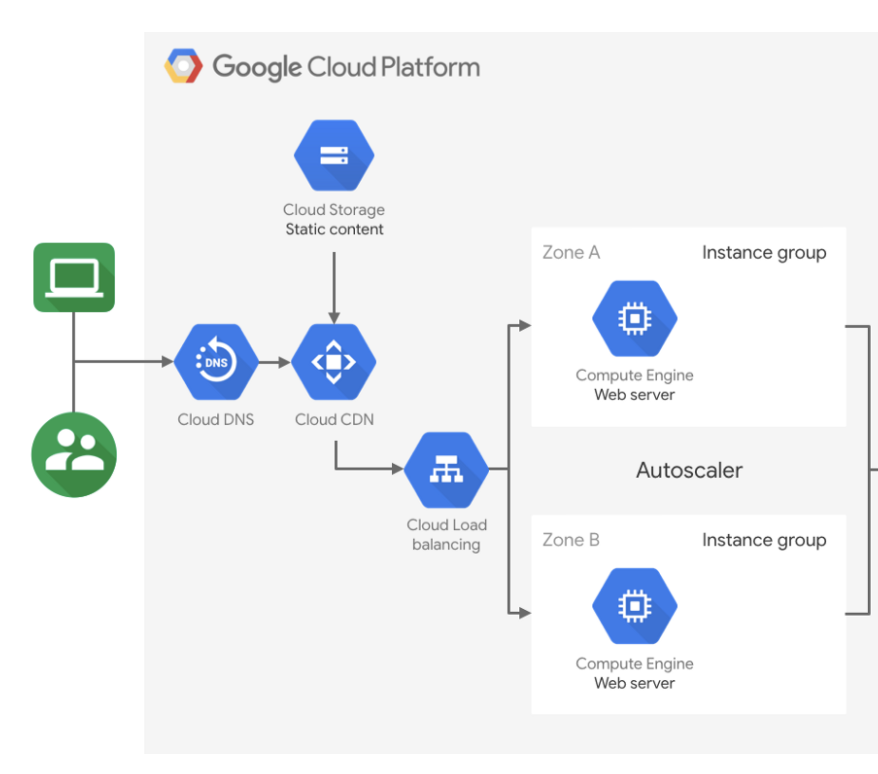 Google Cloud Platform
Cloud Storage
Static content
DNS
Cloud DNS
Cloud CDN
Cloud Load
balancing
Zone A
Instance group
Compute Engine
Web server
Autoscaler
Zone B
Instance group
Compute Engine
Web server